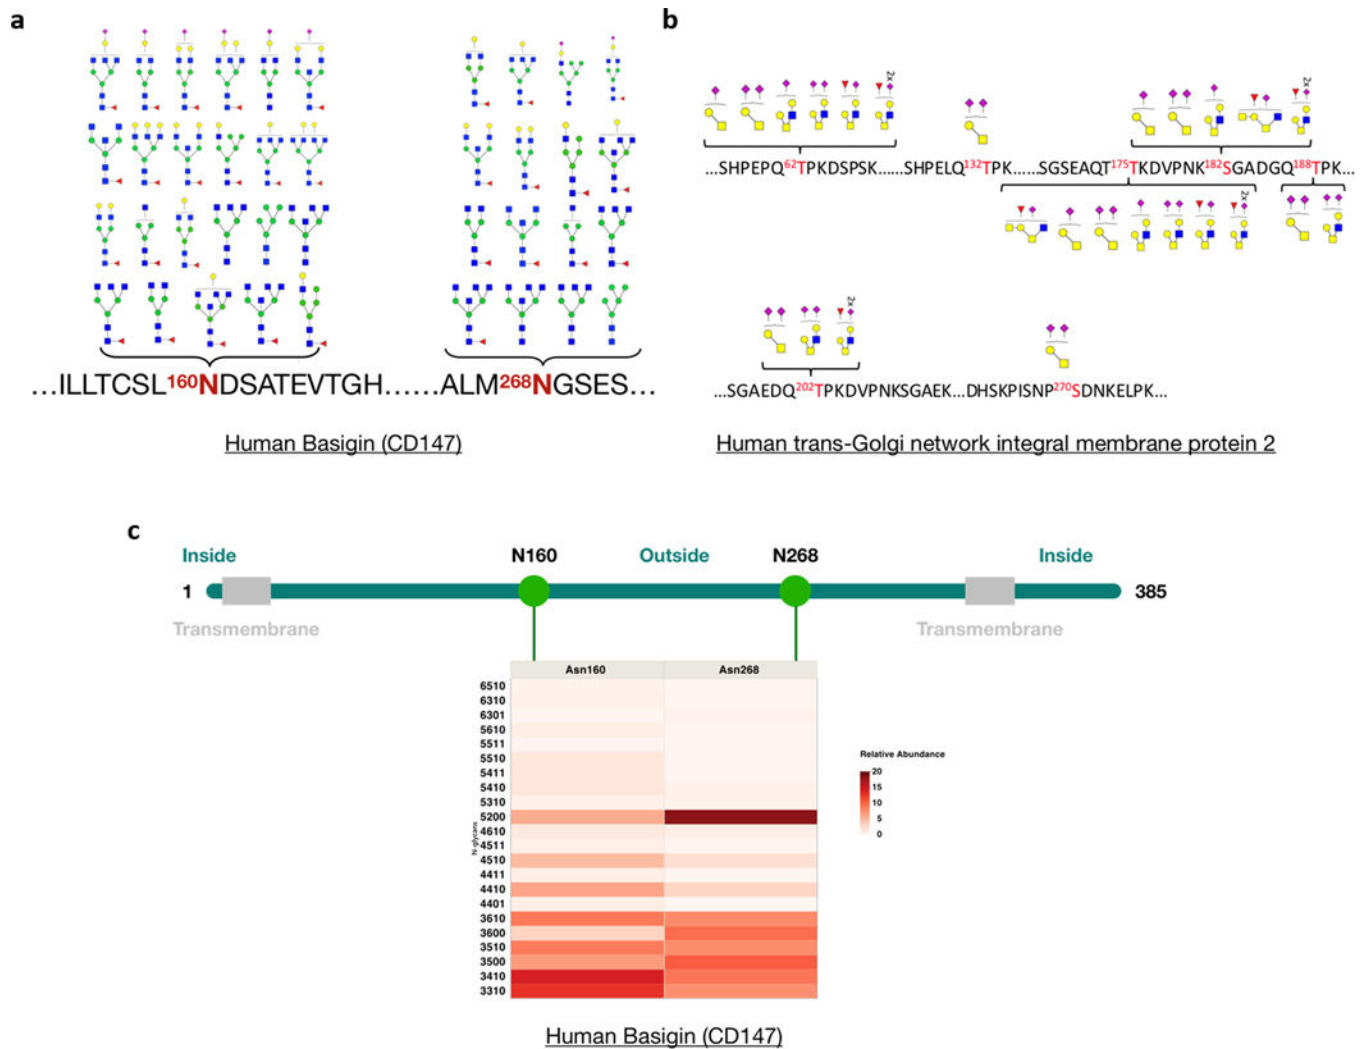 a
b
2x
2x
...SHPEPQ62TPKDSPSK......SHPELQ132TPK......SGSEAQT175TKDVPNK182SGADGQ188TPK...
2x
2x
...SGAEDQ202TPKDVPNKSGAEK...DHSKPISNP270SDNKELPK...
...ILLTCSL160NDSATEVTGH......ALM268NGSES...
Human Basigin (CD147)
Human trans-Golgi network integral membrane protein 2
c
Inside N160 Outside N268 Inside
1 385
Transmembrane Transmembrane
Asn160 Asn268
6510
6310
6301
5610
5511
5510
5411
5410
5310
5200
4610
4511
4510
4411
4410
4401
3610
3600
3510
3500
3410
3310
N-glycans
Relative Abundance
20
15
10
5
0
Human Basigin (CD147)